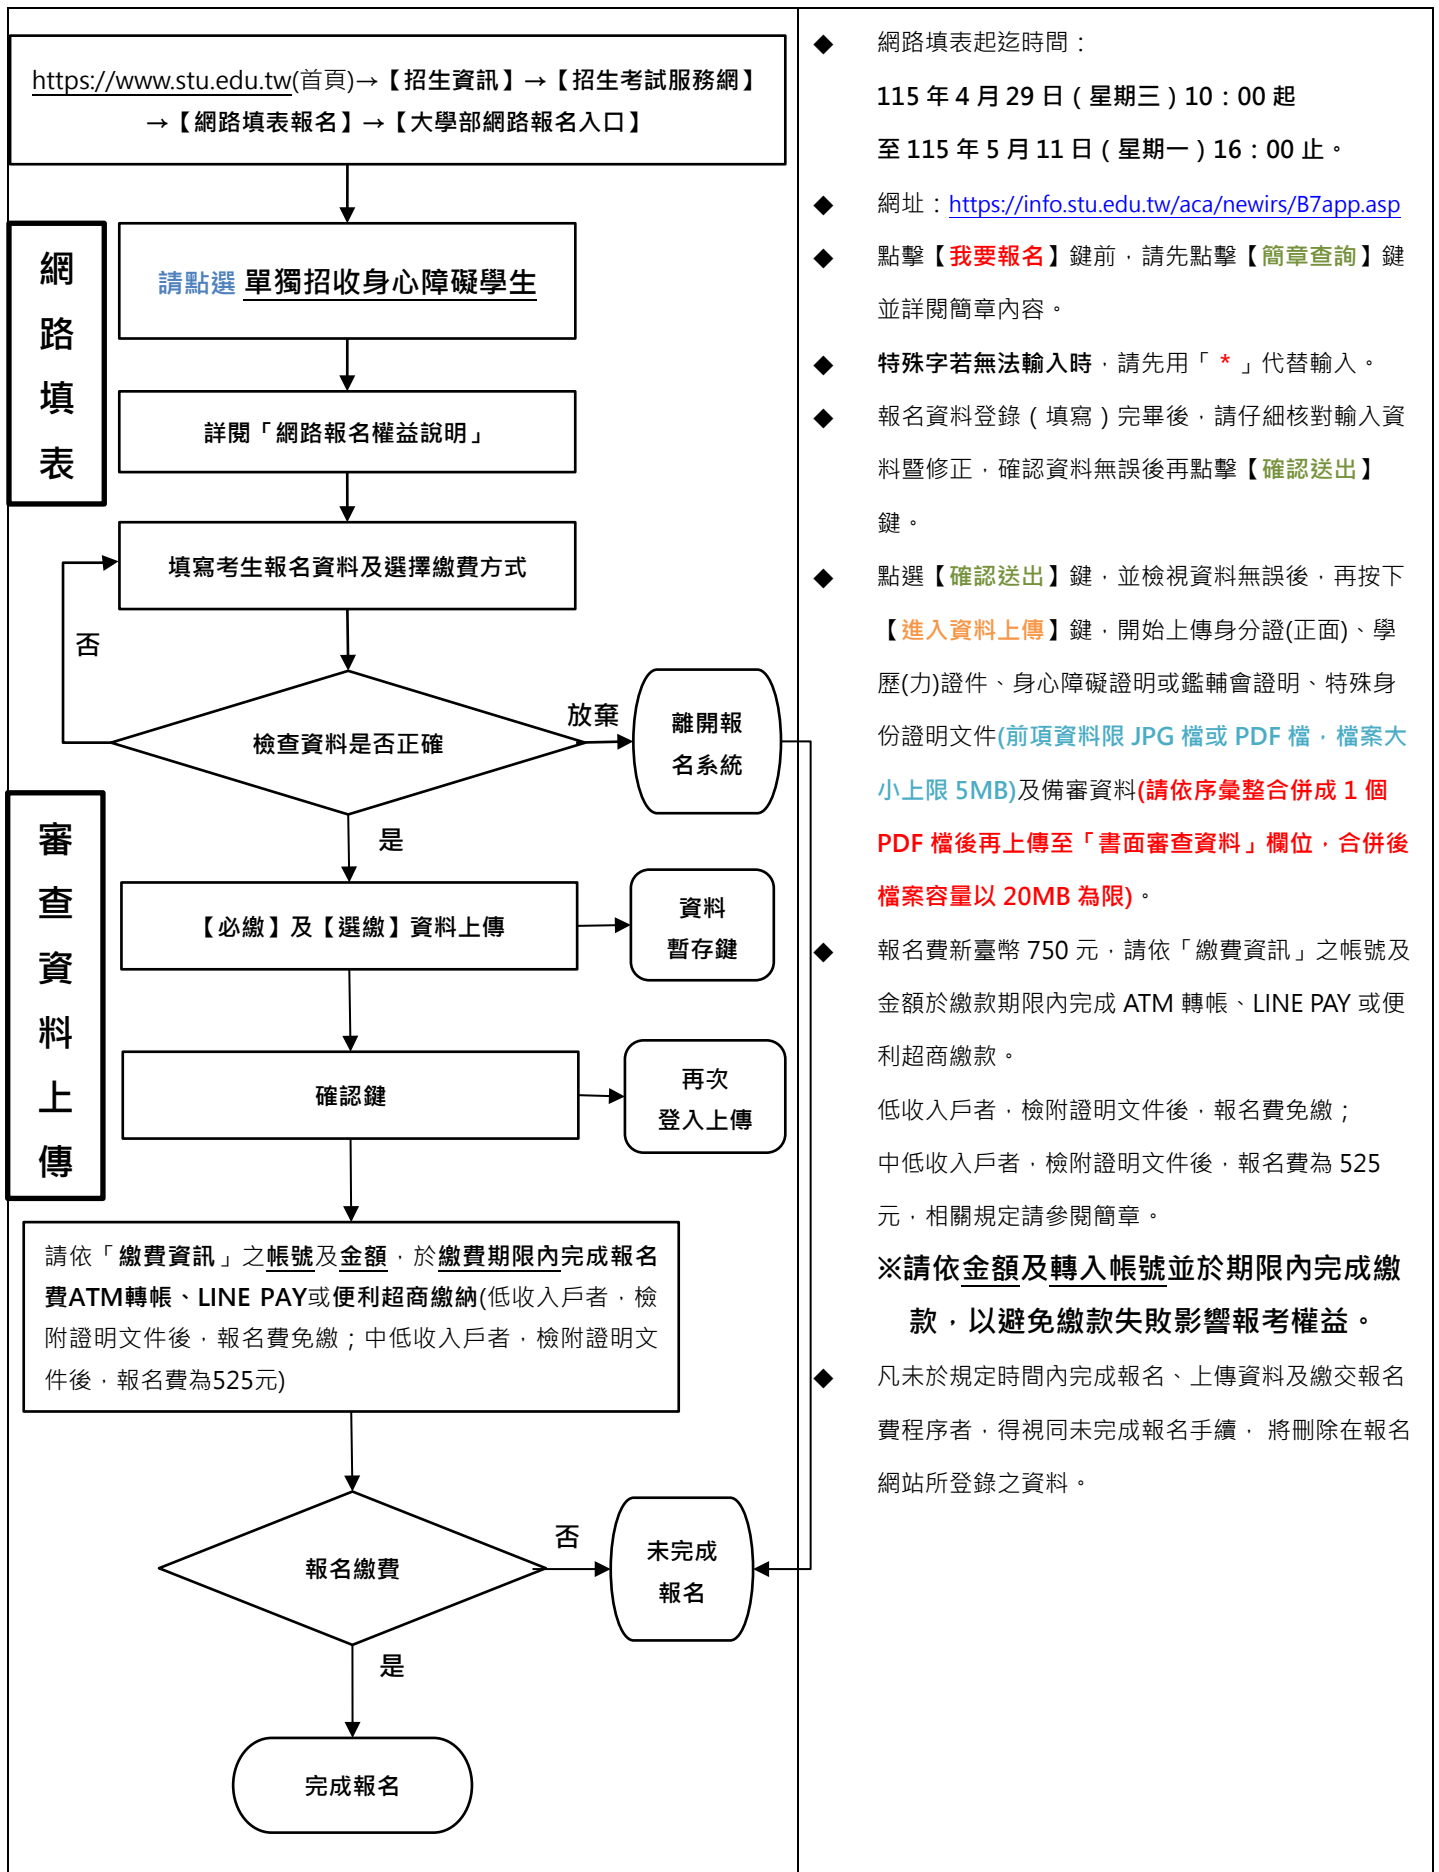 https://www.stu.edu.tw(首頁)→【招生資訊】→【招生考試服務網】
→【網路填表報名】→【大學部網路報名入口】
網
路
填
表
請點選 單獨招收身心障礙學生
詳閱「網路報名權益說明」
填寫考生報名資料及選擇繳費方式
否
檢查資料是否正確
放棄
離開報
名系統
是
審
查
資
料
上
傳
【必繳】及【選繳】資料上傳
資料
暫存鍵
確認鍵
再次
登入上傳
請依「繳費資訊」之帳號及金額，於繳費期限內完成報名
費ATM轉帳、LINE PAY或便利超商繳納(低收入戶者，檢
附證明文件後，報名費免繳；中低收入戶者，檢附證明文
件後，報名費為525元)
報名繳費
否
未完成
報名
是
完成報名
◆ 網路填表起迄時間：
115 年 4 月 29 日（星期三）10：00 起
至 115 年 5 月 11 日（星期一）16：00 止。
◆ 網址：https://info.stu.edu.tw/aca/newirs/B7app.asp
◆ 點擊【我要報名】鍵前，請先點擊【簡章查詢】鍵
並詳閱簡章內容。
◆ 特殊字若無法輸入時，請先用「 * 」代替輸入。
◆ 報名資料登錄（填寫）完畢後，請仔細核對輸入資
料暨修正，確認資料無誤後再點擊【確認送出】
鍵。
◆ 點選【確認送出】鍵，並檢視資料無誤後，再按下
【進入資料上傳】鍵，開始上傳身分證(正面)、學
歷(力)證件、身心障礙證明或鑑輔會證明、特殊身
份證明文件(前項資料限 JPG 檔或 PDF 檔，檔案大
小上限 5MB)及備審資料(請依序彙整合併成 1 個
PDF 檔後再上傳至「書面審查資料」欄位，合併後
檔案容量以 20MB 為限)。
◆ 報名費新臺幣 750 元，請依「繳費資訊」之帳號及
金額於繳款期限內完成 ATM 轉帳、LINE PAY 或便
利超商繳款。
低收入戶者，檢附證明文件後，報名費免繳；
中低收入戶者，檢附證明文件後，報名費為 525
元，相關規定請參閱簡章。
※請依金額及轉入帳號並於期限內完成繳
款，以避免繳款失敗影響報考權益。
◆ 凡未於規定時間內完成報名、上傳資料及繳交報名
費程序者，得視同未完成報名手續， 將刪除在報名
網站所登錄之資料。